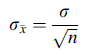 σ_x̄ = σ / √n